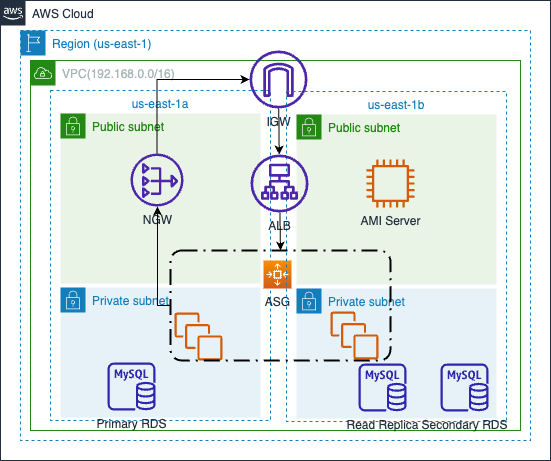 aws
AWS Cloud
Region (us-east-1)
VPC(192.168.0.0/16)
us-east-1a
us-east-1b
IGW
Public subnet
Public subnet
NGW
ALB
AMI Server
ASG
Private subnet
Private subnet
MySQL
MySQL
MySQL
Primary RDS
Read Replica Secondary RDS